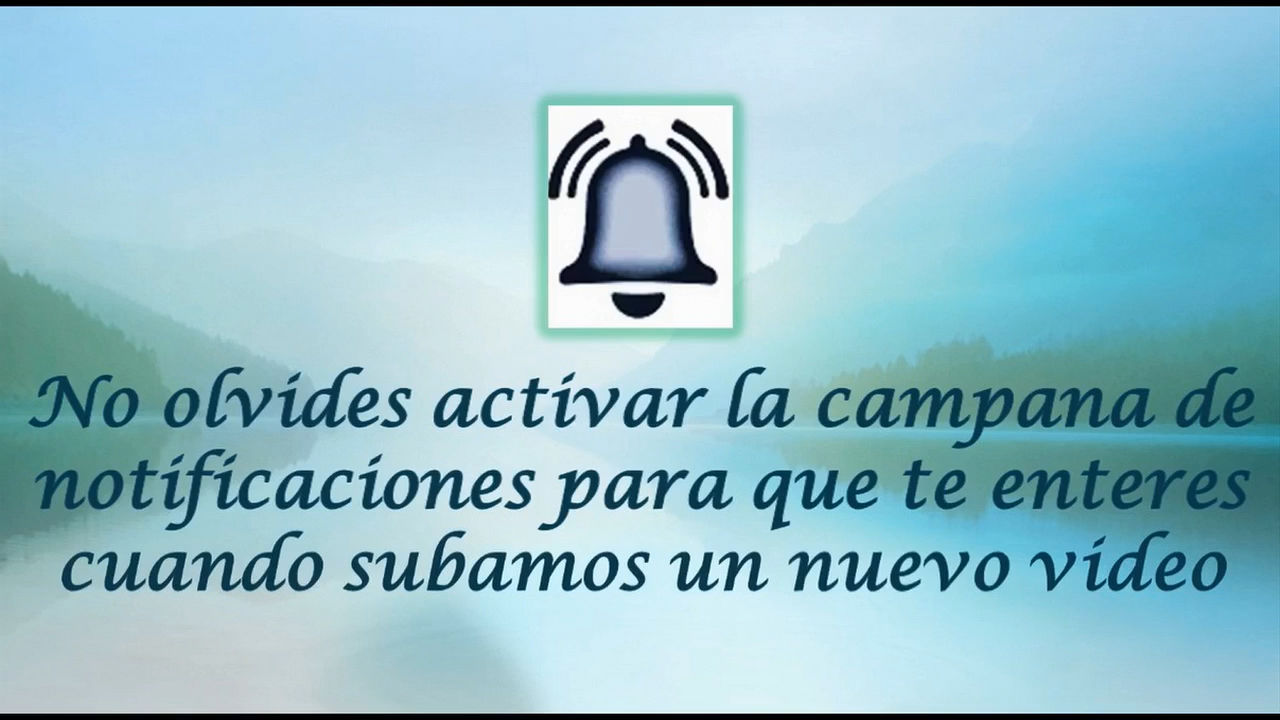 No olvides activar la campana de
notificaciones para que te enteres
cuando subamos un nuevo video